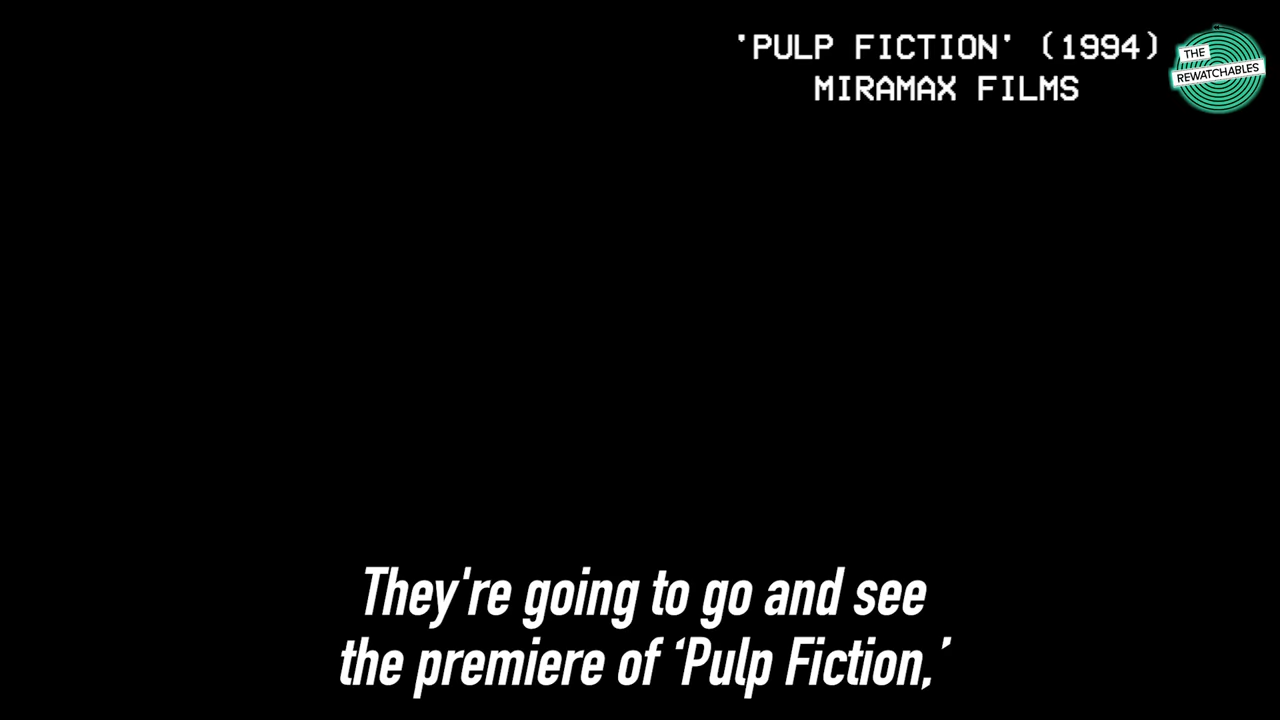 'PULP FICTION' (1994)
MIRAMAX FILMS
THE
REWATCHABLES
They're going to go and see
the premiere of ‘Pulp Fiction,’